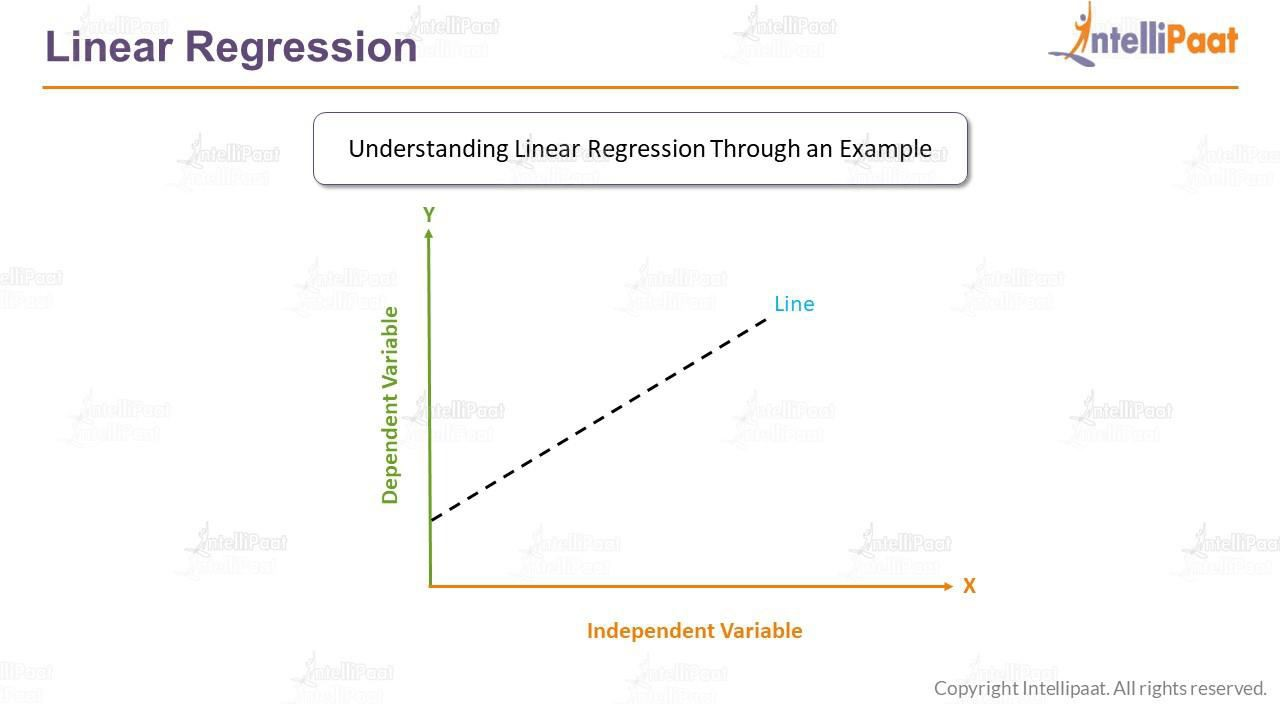 Linear Regression
IntelliPaat
Understanding Linear Regression Through an Example
Y
Line
Dependent Variable
X
Independent Variable
Copyright Intellipaat. All rights reserved.